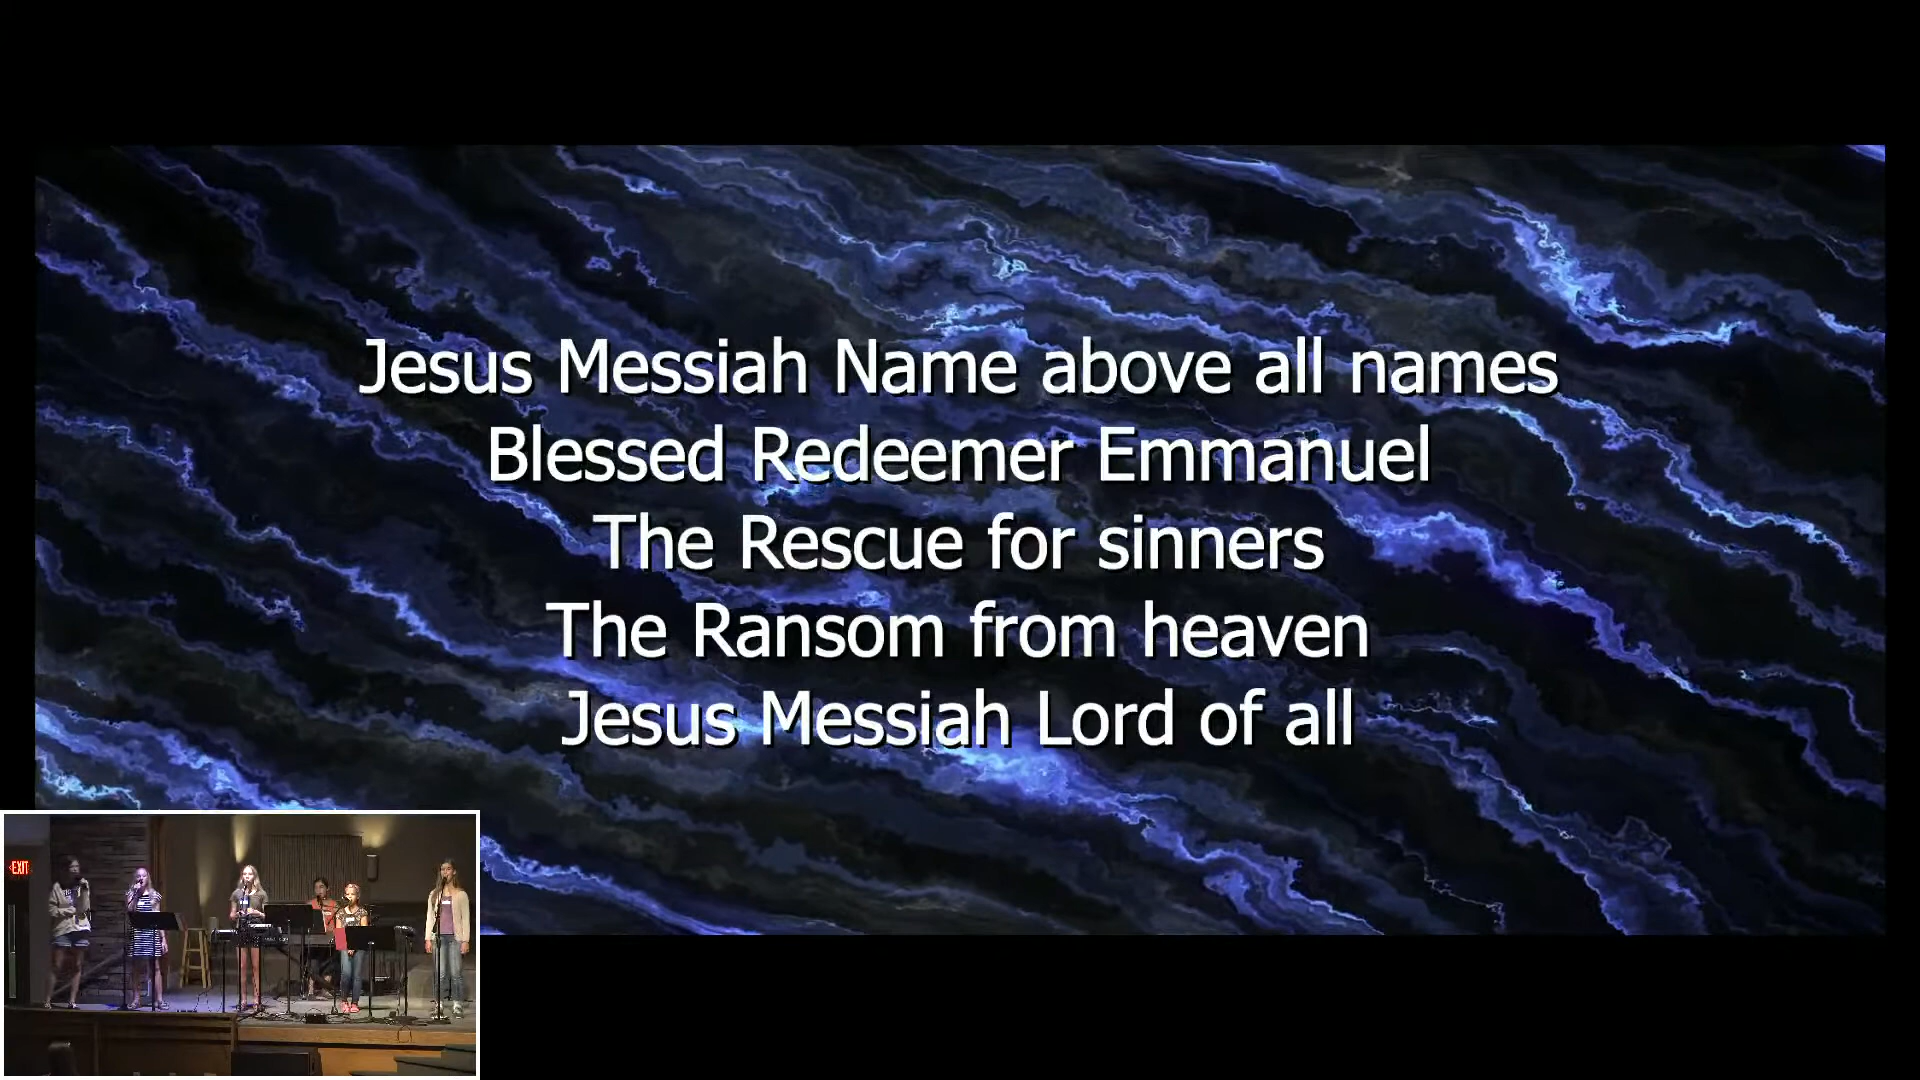 Jesus Messiah Name above all names
Blessed Redeemer Emmanuel
The Rescue for sinners
The Ransom from heaven
Jesus Messiah Lord of all
EXIT